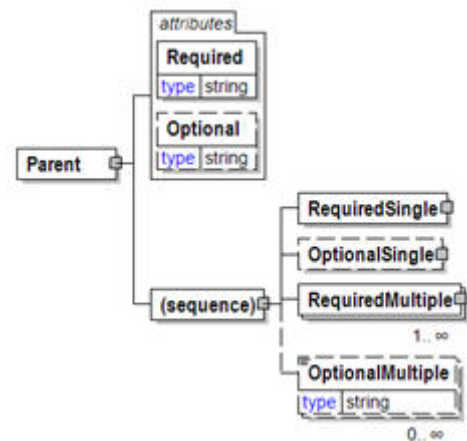 attributes
Required
type string
Optional
type string
Parent
RequiredSingle
OptionalSingle
(sequence)
RequiredMultiple
1.. ∞
OptionalMultiple
type string
0.. ∞